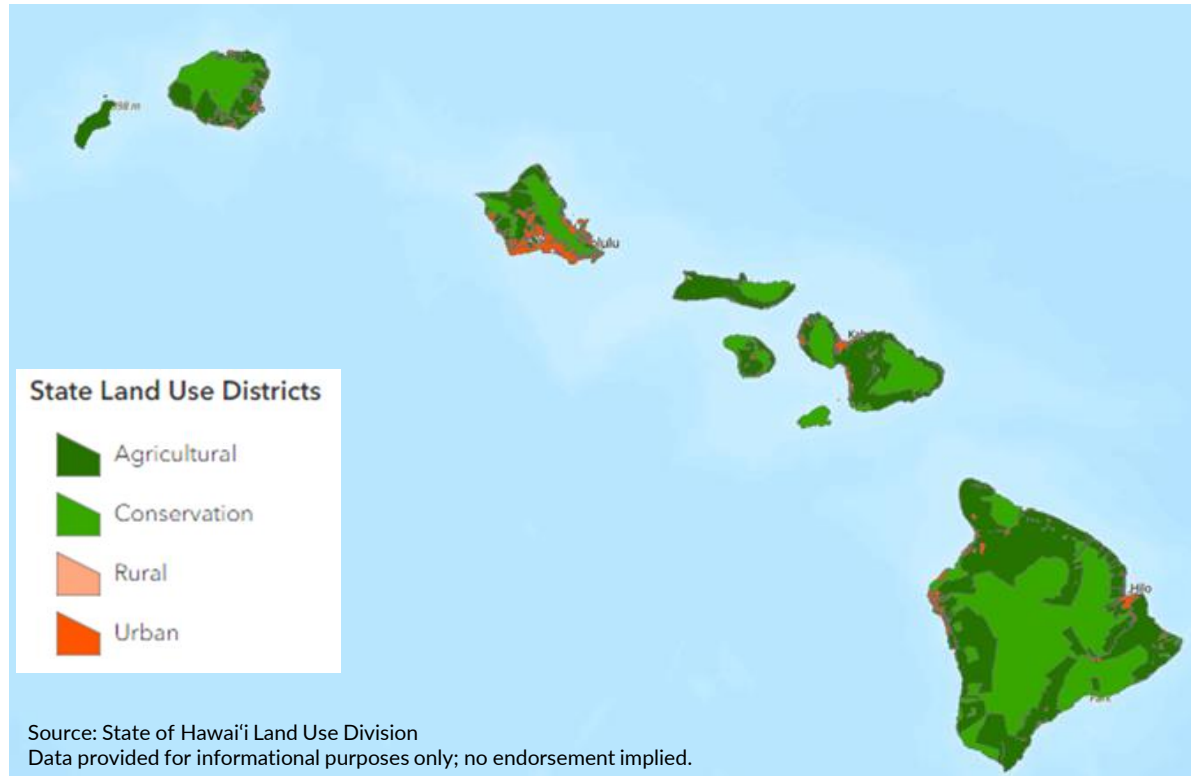 State Land Use Districts
Agricultural
Conservation
Rural
Urban
Hilo
Park
Source: State of Hawaiʻi Land Use Division
Data provided for informational purposes only; no endorsement implied.